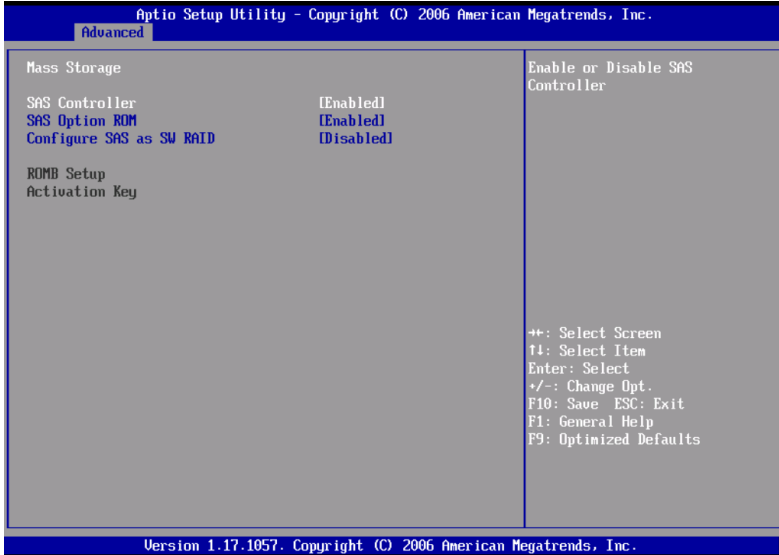 Aptio Setup Utility - Copyright (C) 2006 American Megatrends, Inc.
Advanced
Mass Storage
SAS Controller [Enabled]
SAS Option ROM [Enabled]
Configure SAS as SW RAID [Disabled]
ROMB Setup
Activation Key
Enable or Disable SAS
Controller
→←: Select Screen
↑↓: Select Item
Enter: Select
+/-: Change Opt.
F10: Save ESC: Exit
F1: General Help
F9: Optimized Defaults
Version 1.17.1057. Copyright (C) 2006 American Megatrends, Inc.